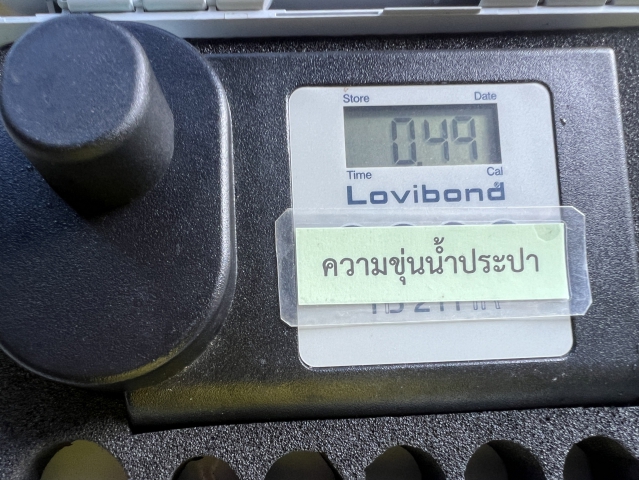 Store Date
0.49
Time Cal
Lovibond
ความขุ่นน้ำประปา